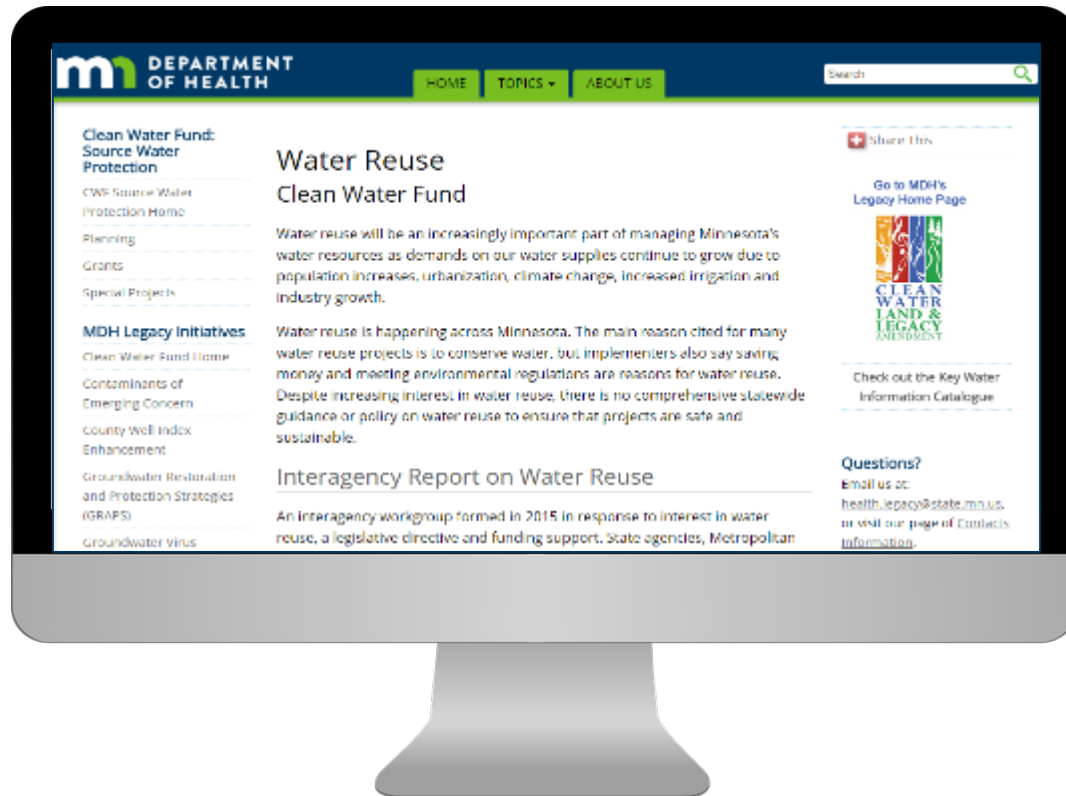 mn DEPARTMENT
OF HEALTH
HOME
TOPICS
ABOUT US
Search
Clean Water Fund:
Source Water
Protection
CWF Source Water
Protection Home
Planning
Grants
Special Projects
MDH Legacy Initiatives
Clean Water Fund Home
Contaminants of
Emerging Concern
County Well Index
Enhancement
Groundwater Restoration
and Protection Strategies
(GRAPS)
Groundwater Virus
Water Reuse
Clean Water Fund
Water reuse will be an increasingly important part of managing Minnesota's
water resources as demands on our water supplies continue to grow due to
population increases, urbanization, climate change, increased irrigation and
industry growth.
Water reuse is happening across Minnesota. The main reason cited for many
water reuse projects is to conserve water, but implementers also say saving
money and meeting environmental regulations are reasons for water reuse.
Despite increasing interest in water reuse, there is no comprehensive statewide
guidance or policy on water reuse to ensure that projects are safe and
sustainable.
Interagency Report on Water Reuse
An interagency workgroup formed in 2015 in response to interest in water
reuse, a legislative directive and funding support. State agencies, Metropolitan
Share This
Go to MDH's
Legacy Home Page
CLEAN
WATER
LAND &
LEGACY
AMENDMENT
Check out the Key Water
Information Catalogue
Questions?
Email us at:
health.legacy@state.mn.us,
or visit our page of Contacts
Information.